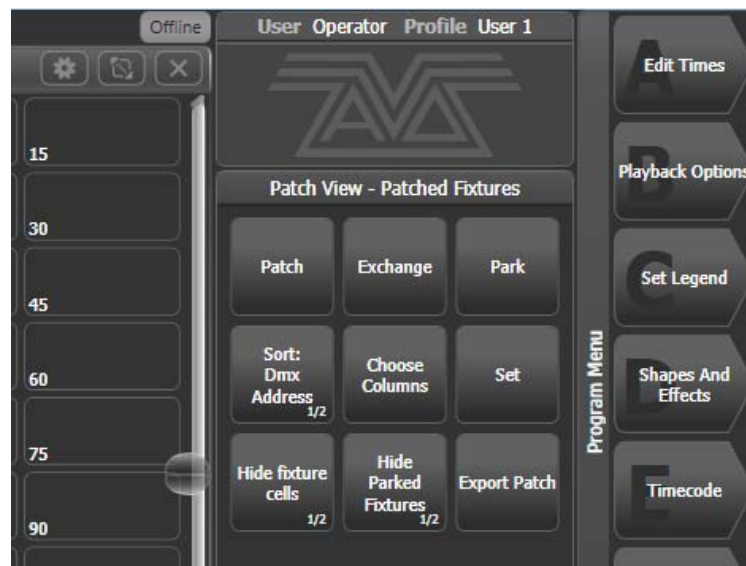 Offline
User Operator Profile User 1
15
30
45
60
75
90
AVO
Patch View - Patched Fixtures
Patch
Exchange
Park
Sort:
Dmx
Address
1/2
Choose
Columns
Set
Hide fixture
cells
1/2
Hide
Parked
Fixtures
1/2
Export Patch
Program Menu
A
Edit Times
B
Playback Options
C
Set Legend
D
Shapes And
Effects
E
Timecode